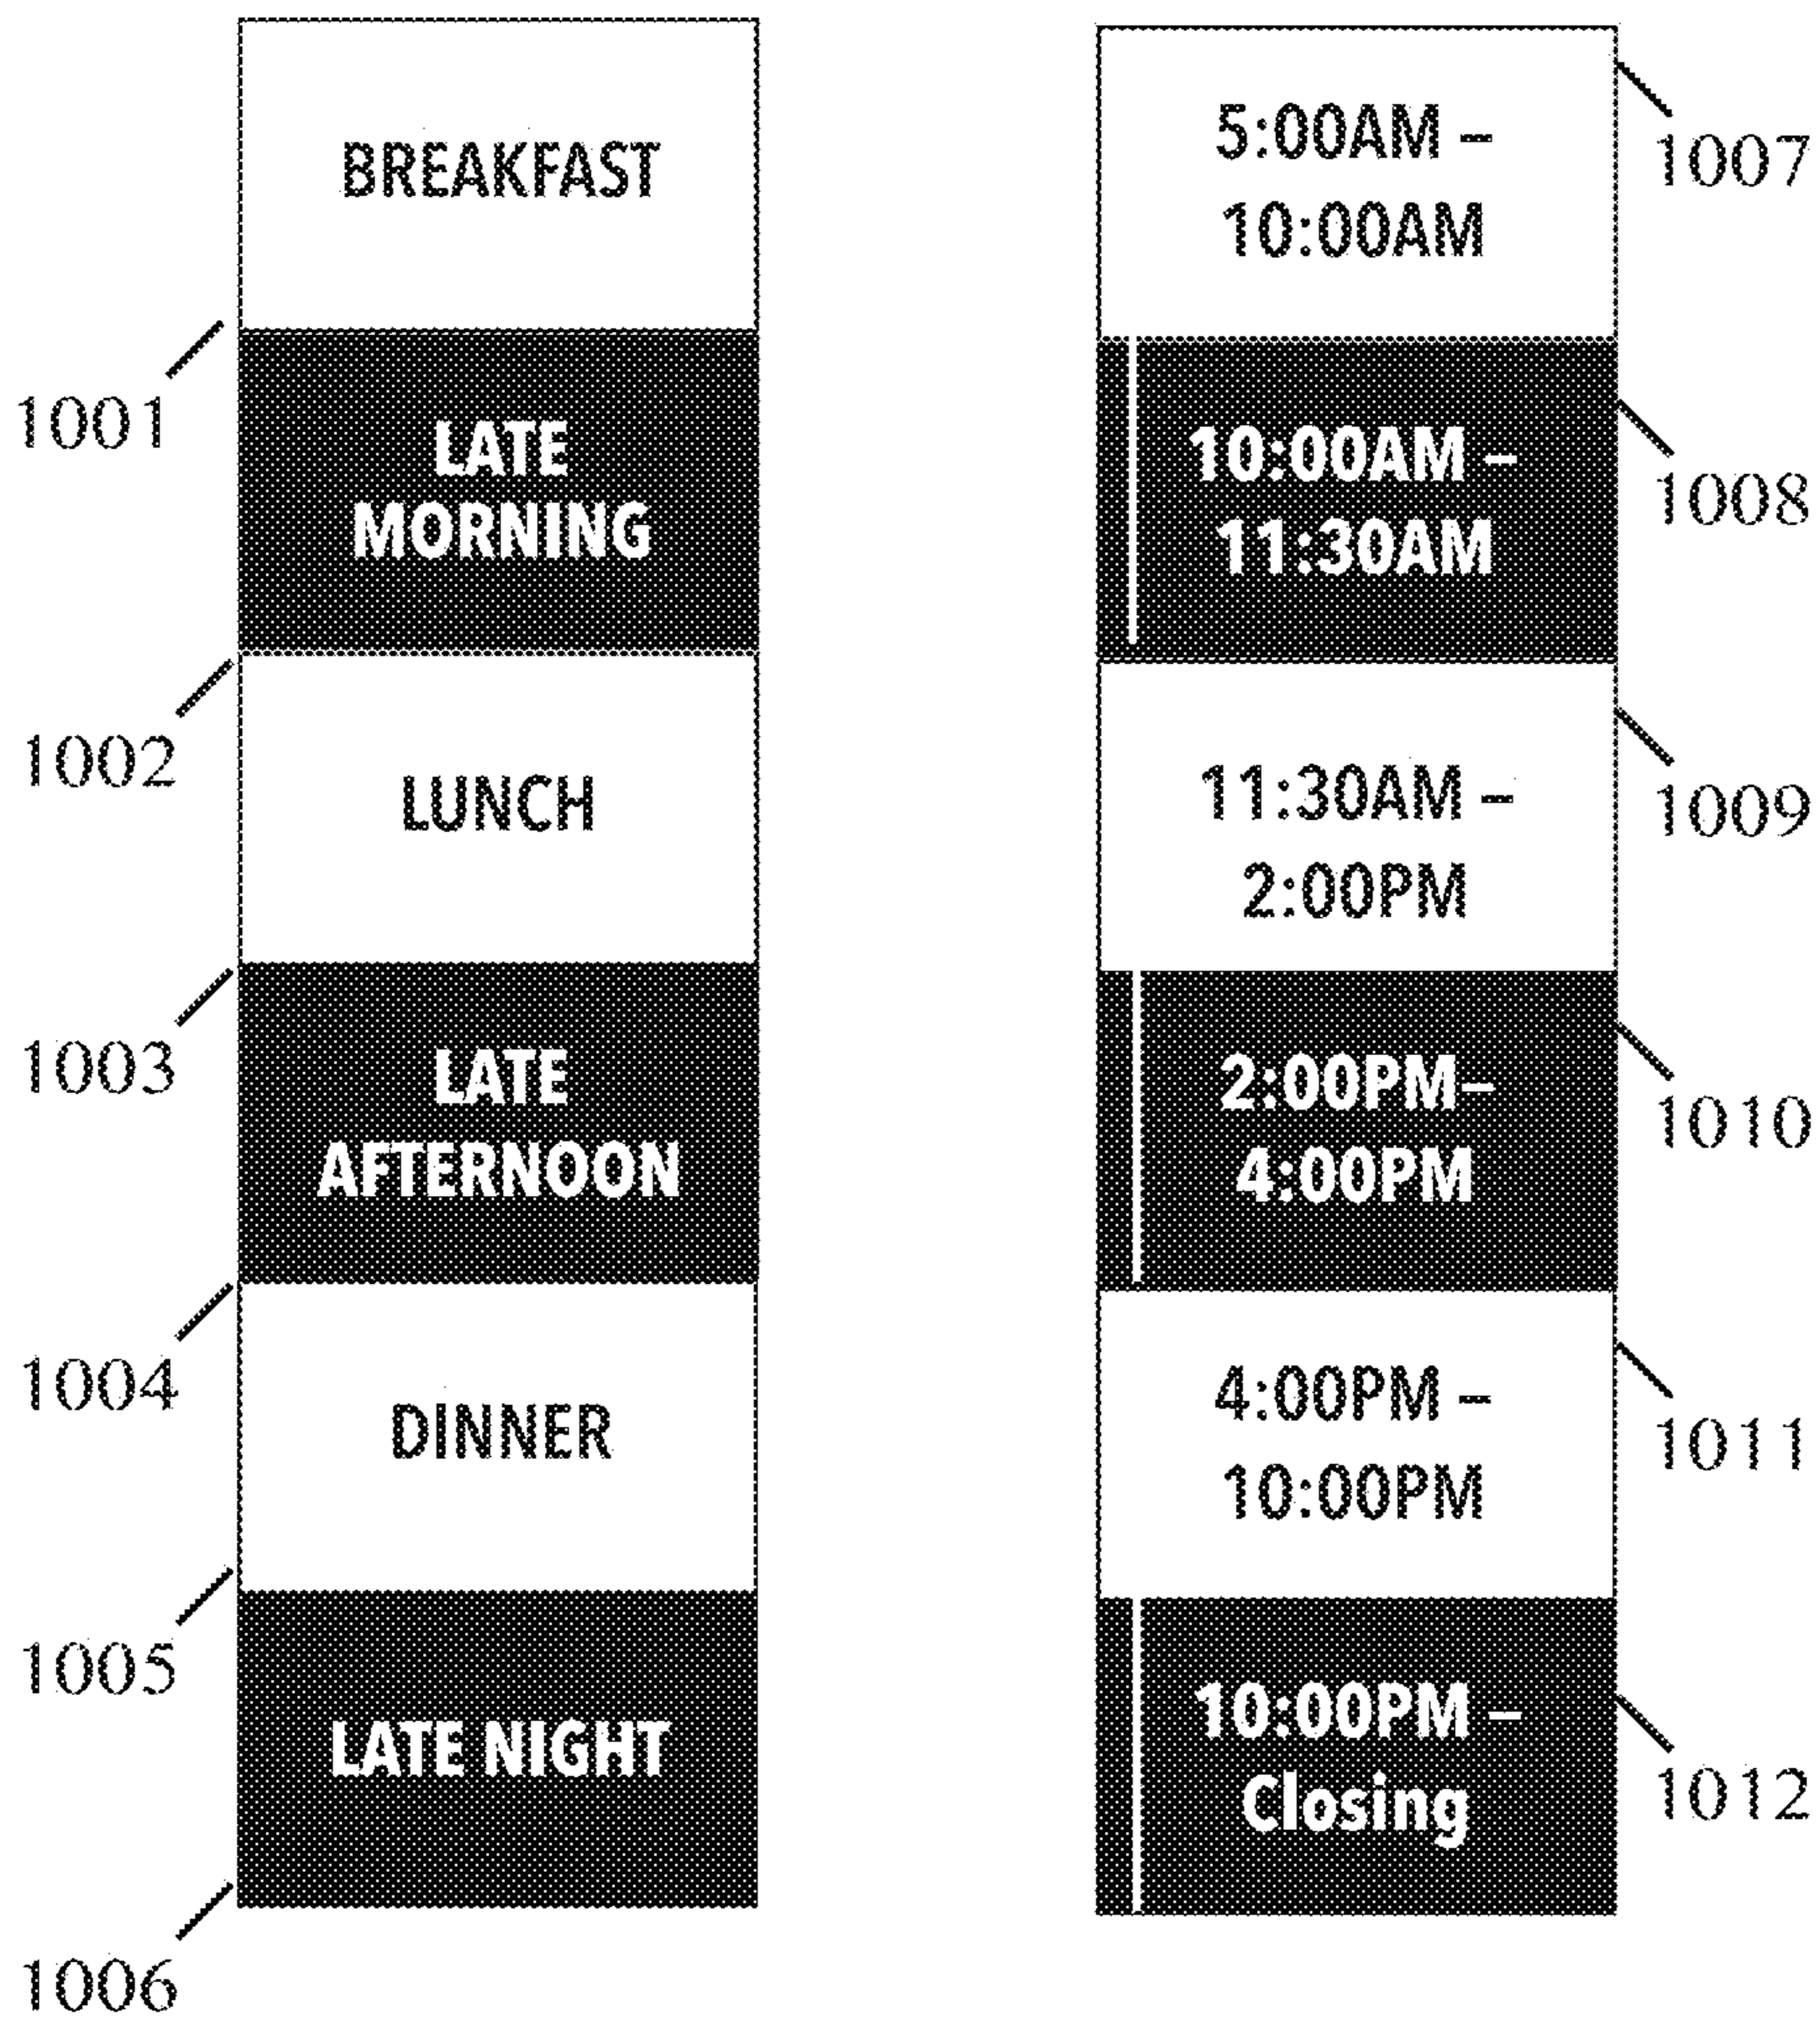 BREAKFAST
1001
LATE
MORNING
1002
LUNCH
1003
LATE
AFTERNOON
1004
DINNER
1005
LATE NIGHT
1006
5:00AM –
10:00AM
1007
10:00AM –
11:30AM
1008
11:30AM –
2:00PM
1009
2:00PM–
4:00PM
1010
4:00PM –
10:00PM
1011
10:00PM –
Closing
1012